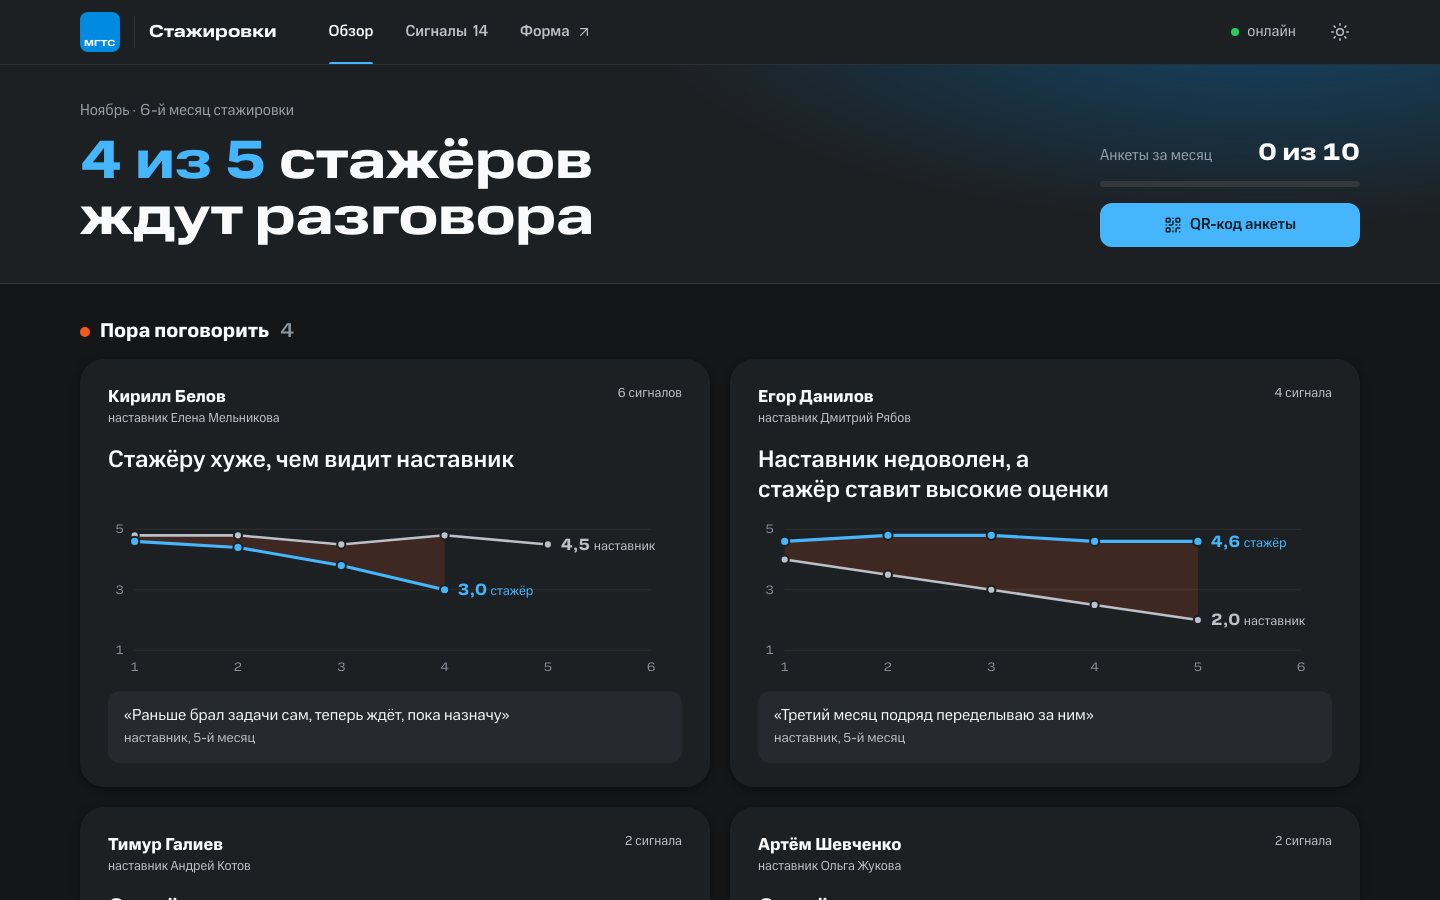 МГТС
Стажировки
Обзор
Сигналы 14
Форма
онлайн
Ноябрь · 6-й месяц стажировки
4 из 5 стажёров
ждут разговора
Анкеты за месяц 0 из 10
QR-код анкеты
Пора поговорить 4
Кирилл Белов
6 сигналов
наставник Елена Мельникова
Стажёру хуже, чем видит наставник
5
4,5 наставник
3
3,0 стажёр
1
1 2 3 4 5 6
«Раньше брал задачи сам, теперь ждёт, пока назначу»
наставник, 5-й месяц
Егор Данилов
4 сигнала
наставник Дмитрий Рябов
Наставник недоволен, а
стажёр ставит высокие оценки
5
4,6 стажёр
3
2,0 наставник
1
1 2 3 4 5 6
«Третий месяц подряд переделываю за ним»
наставник, 5-й месяц
Тимур Галиев
2 сигнала
наставник Андрей Котов
Артём Шевченко
2 сигнала
наставник Ольга Жукова